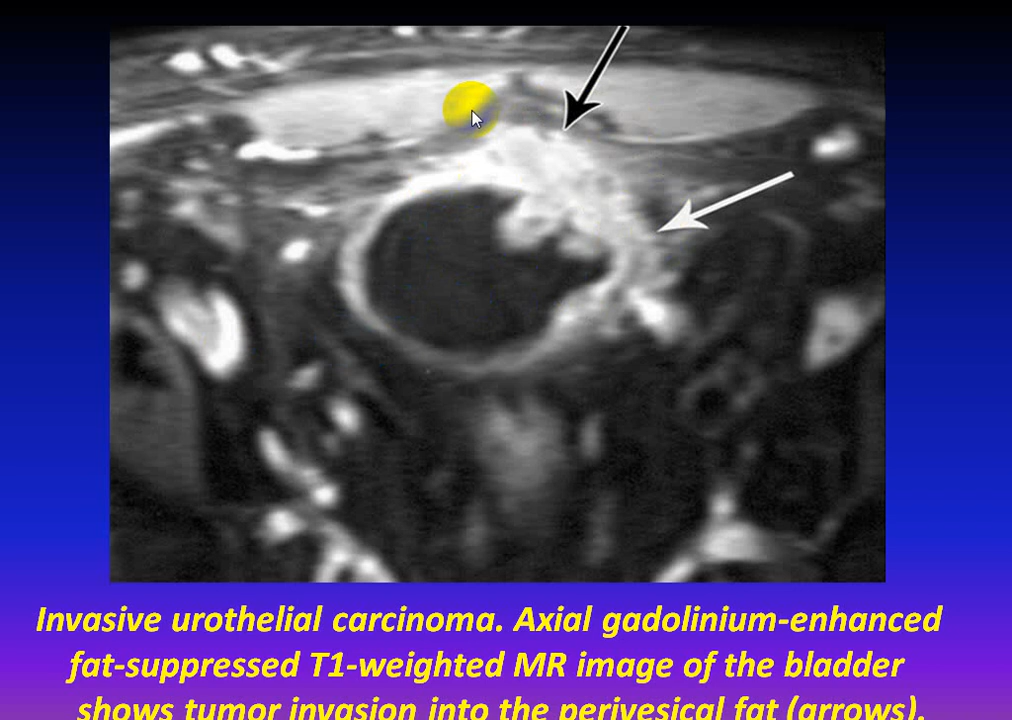 Invasive urothelial carcinoma. Axial gadolinium-enhanced
fat-suppressed T1-weighted MR image of the bladder
shows tumor invasion into the perivesical fat (arrows).